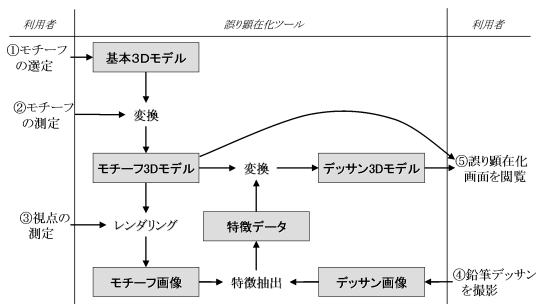 利用者
誤り顕在化ツール
利用者
①モチーフ
の選定
基本3Dモデル
②モチーフ
の測定
変換
モチーフ3Dモデル
変換
デッサン3Dモデル
⑤誤り顕在化
画面を閲覧
③視点の
測定
レンダリング
特徴データ
モチーフ画像
特徴抽出
デッサン画像
④鉛筆デッサン
を撮影